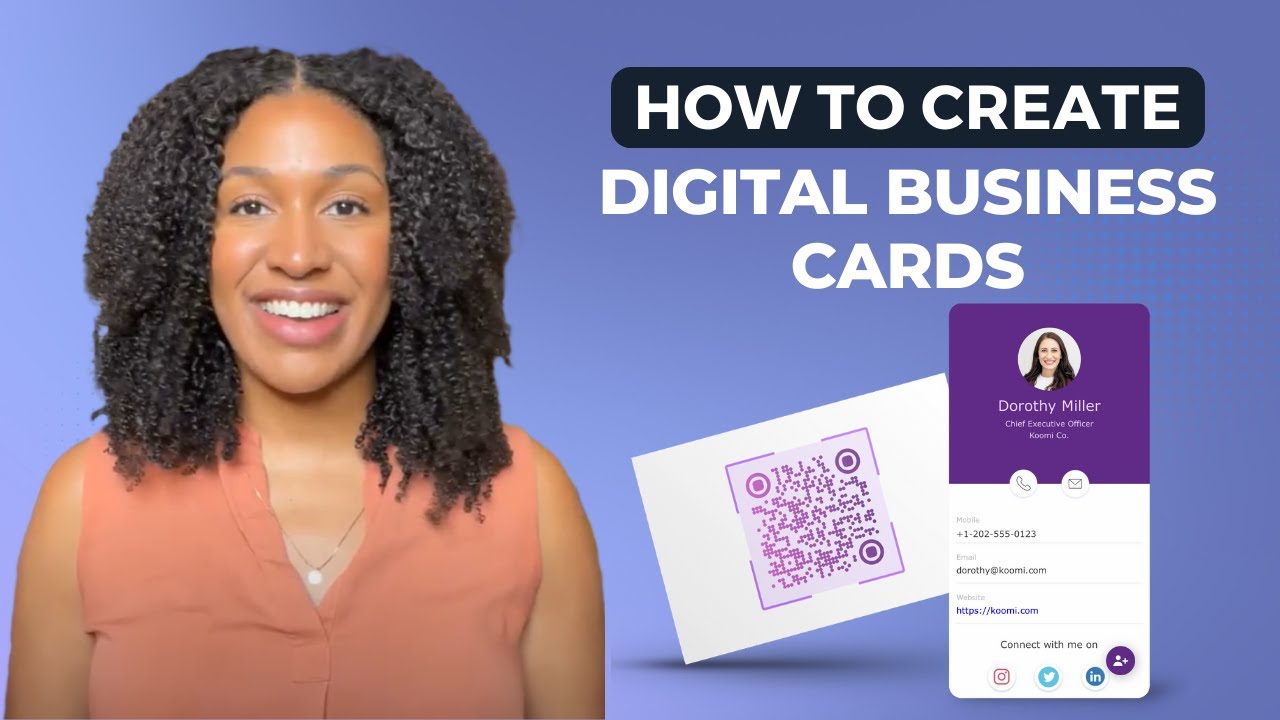 HOW TO CREATE
DIGITAL BUSINESS
CARDS
Dorothy Miller
Chief Executive Officer
Koomi Co.
Mobile
+1-202-555-0123
Email
dorothy@koomi.com
Website
https://koomi.com
Connect with me on
in